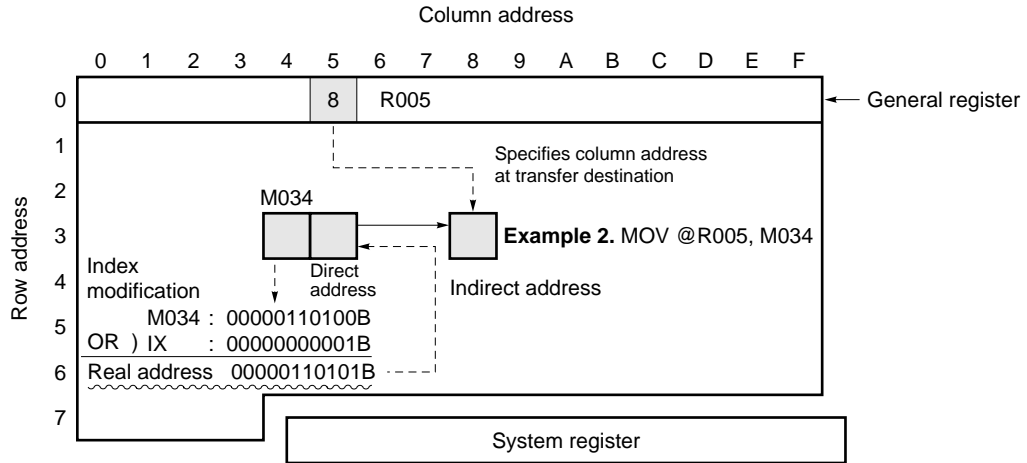 Column address
0 1 2 3 4 5 6 7 8 9 A B C D E F
0 8 R005 General register
1
Specifies column address
at transfer destination
2
M034
3 Example 2. MOV @R005, M034
Row address
Index
modification
Direct
address
4 Indirect address
5 M034 : 00000110100B
OR ) IX : 00000000001B
6 Real address 00000110101B
7
System register